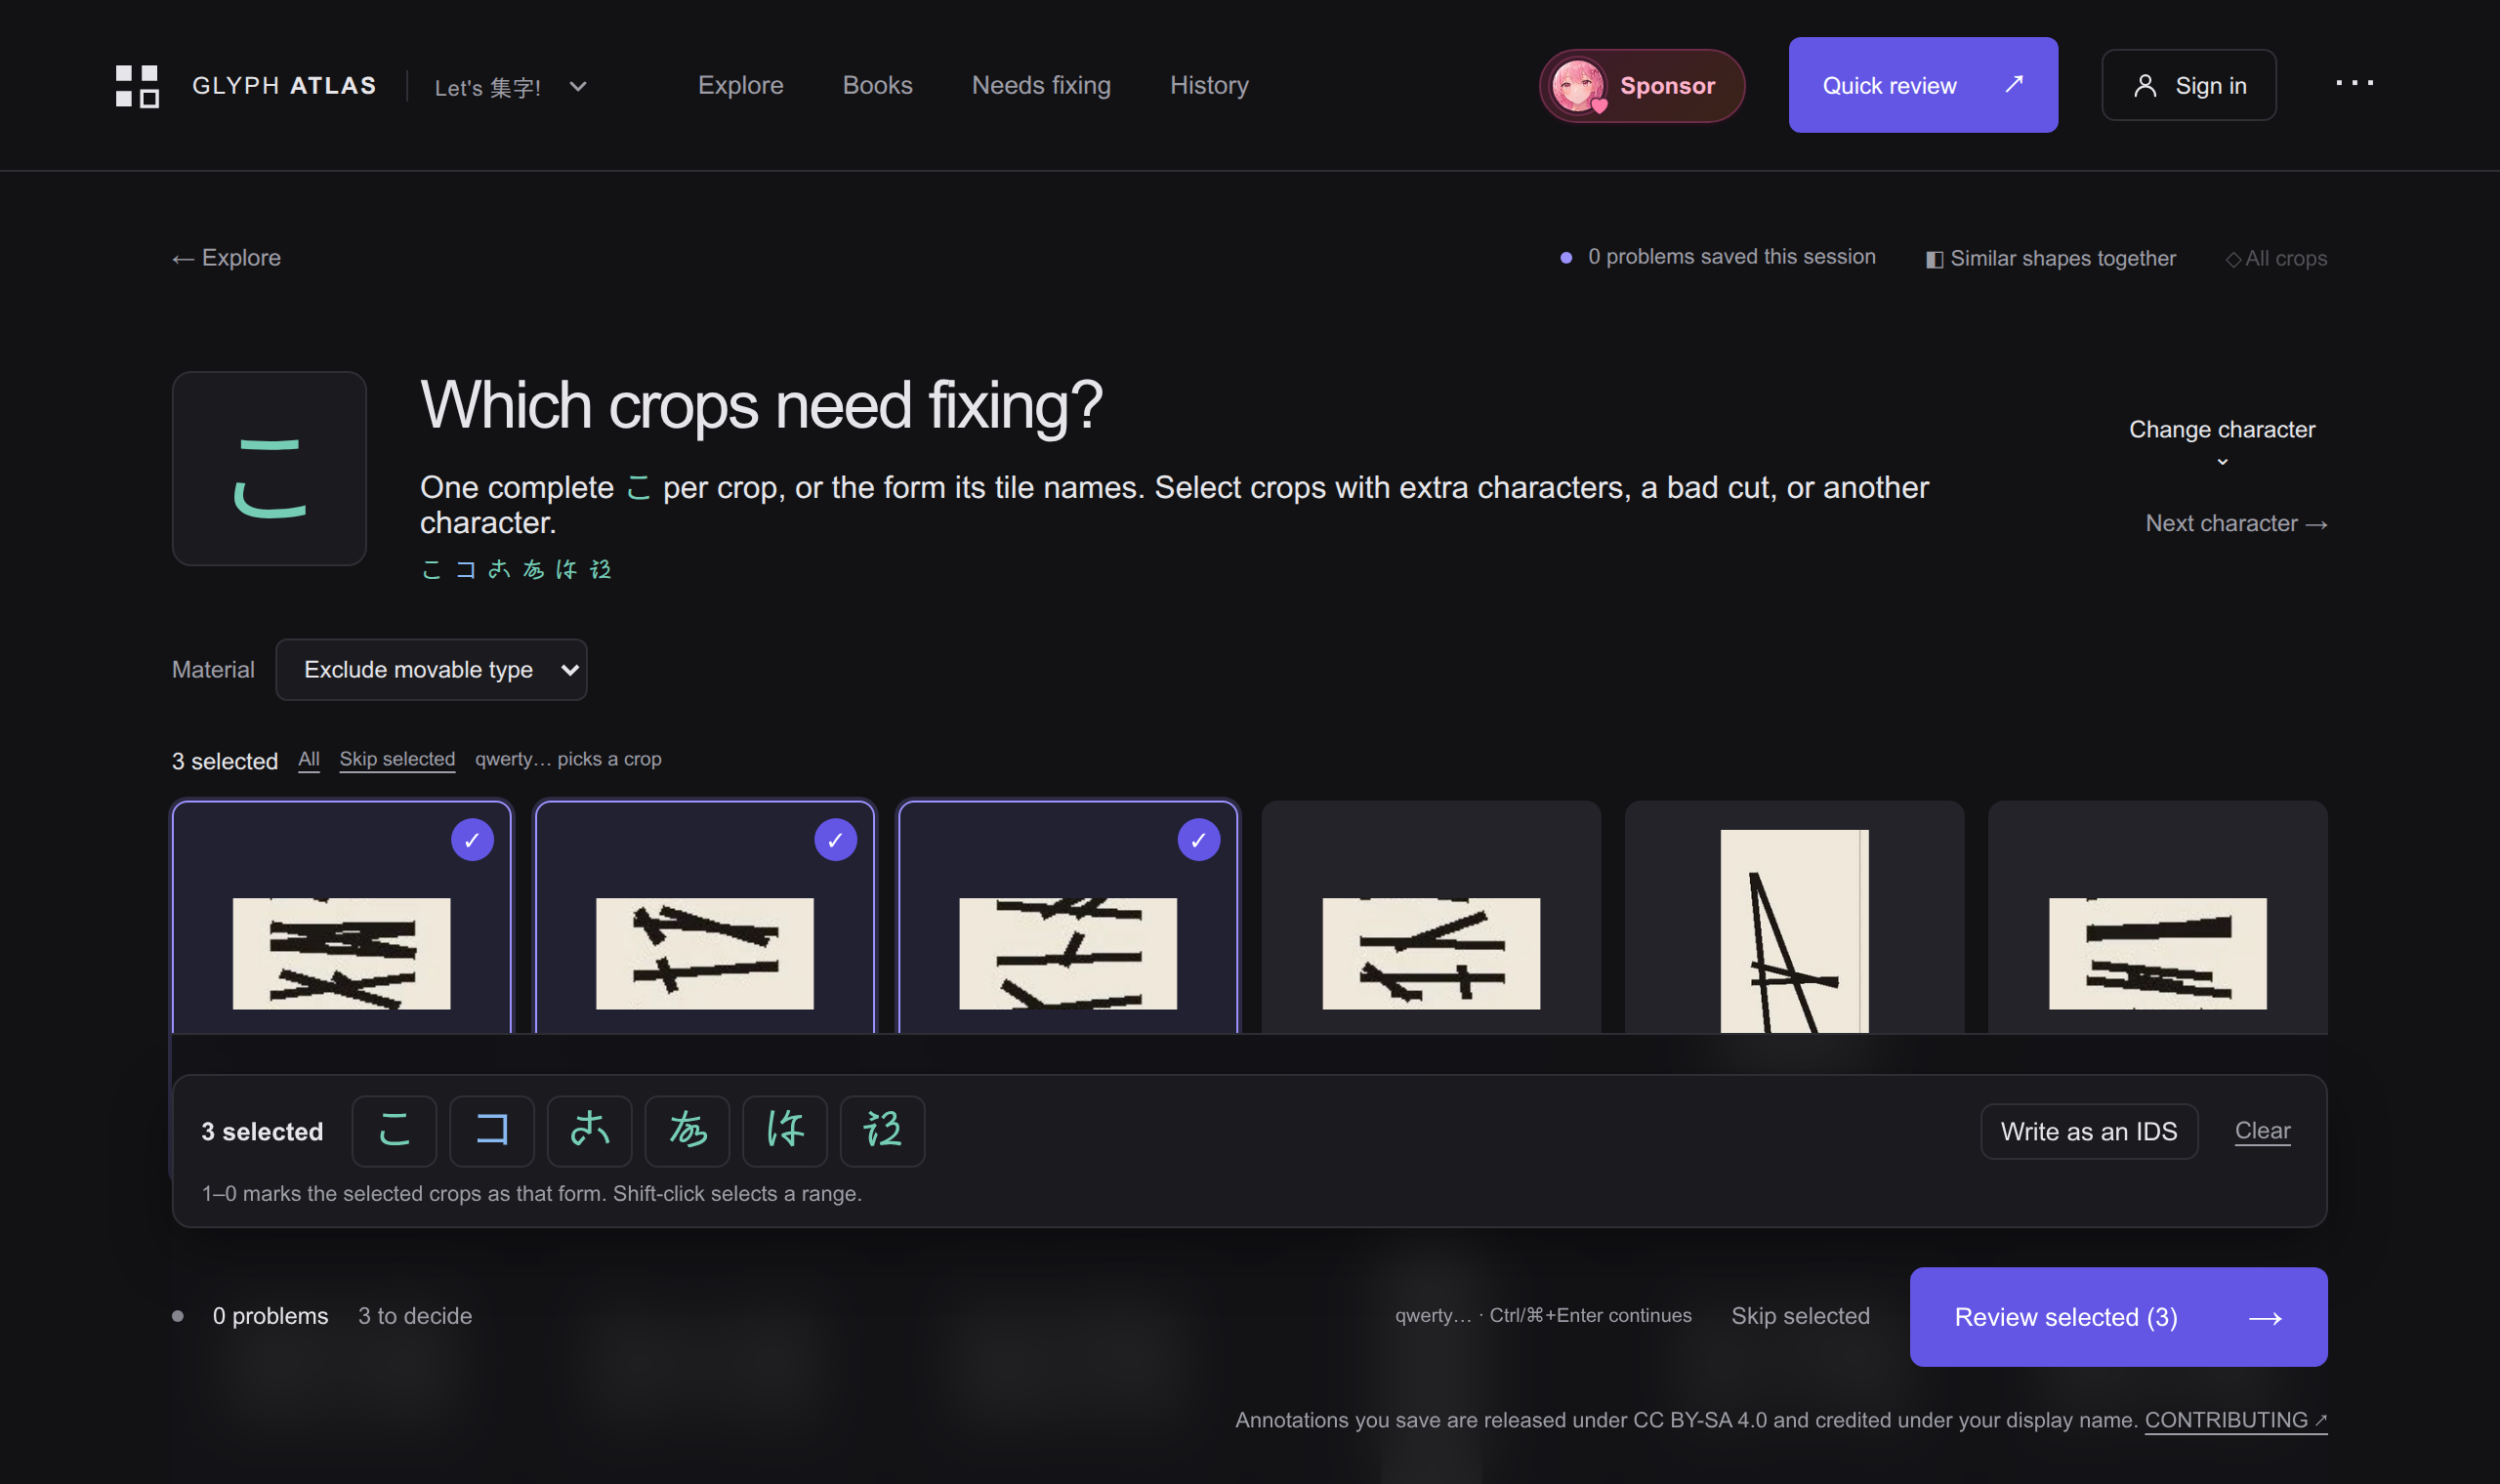 GLYPH ATLAS
Let's 集字!
Explore
Books
Needs fixing
History
Sponsor
Quick review ↗
Sign in
← Explore
0 problems saved this session
Similar shapes together
All crops
こ
Which crops need fixing?
One complete こ per crop, or the form its tile names. Select crops with extra characters, a bad cut, or another
character.
こ コ
Change character
Next character →
Material
Exclude movable type
3 selected
All
Skip selected
qwerty… picks a crop
3 selected
こ コ
Write as an IDS
Clear
1–0 marks the selected crops as that form. Shift-click selects a range.
0 problems
3 to decide
qwerty… · Ctrl/⌘+Enter continues
Skip selected
Review selected (3) →
Annotations you save are released under CC BY-SA 4.0 and credited under your display name. CONTRIBUTING ↗